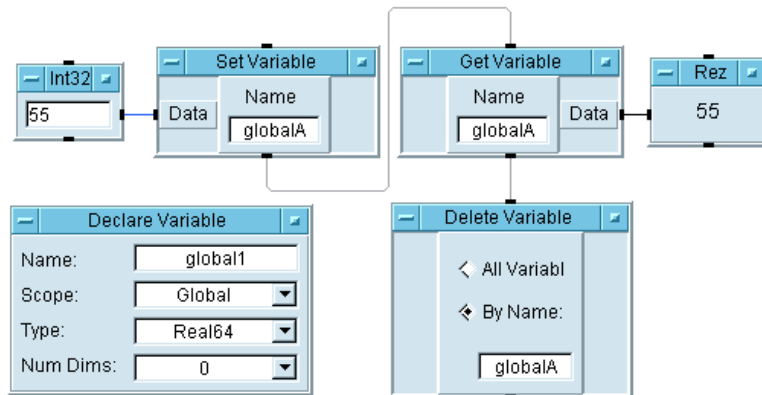 Int32
55
Set Variable
Data
Name
globalA
Get Variable
Name
globalA
Data
Rez
55
Declare Variable
Name: global1
Scope: Global
Type: Real64
Num Dims: 0
Delete Variable
All Variabl
By Name:
globalA